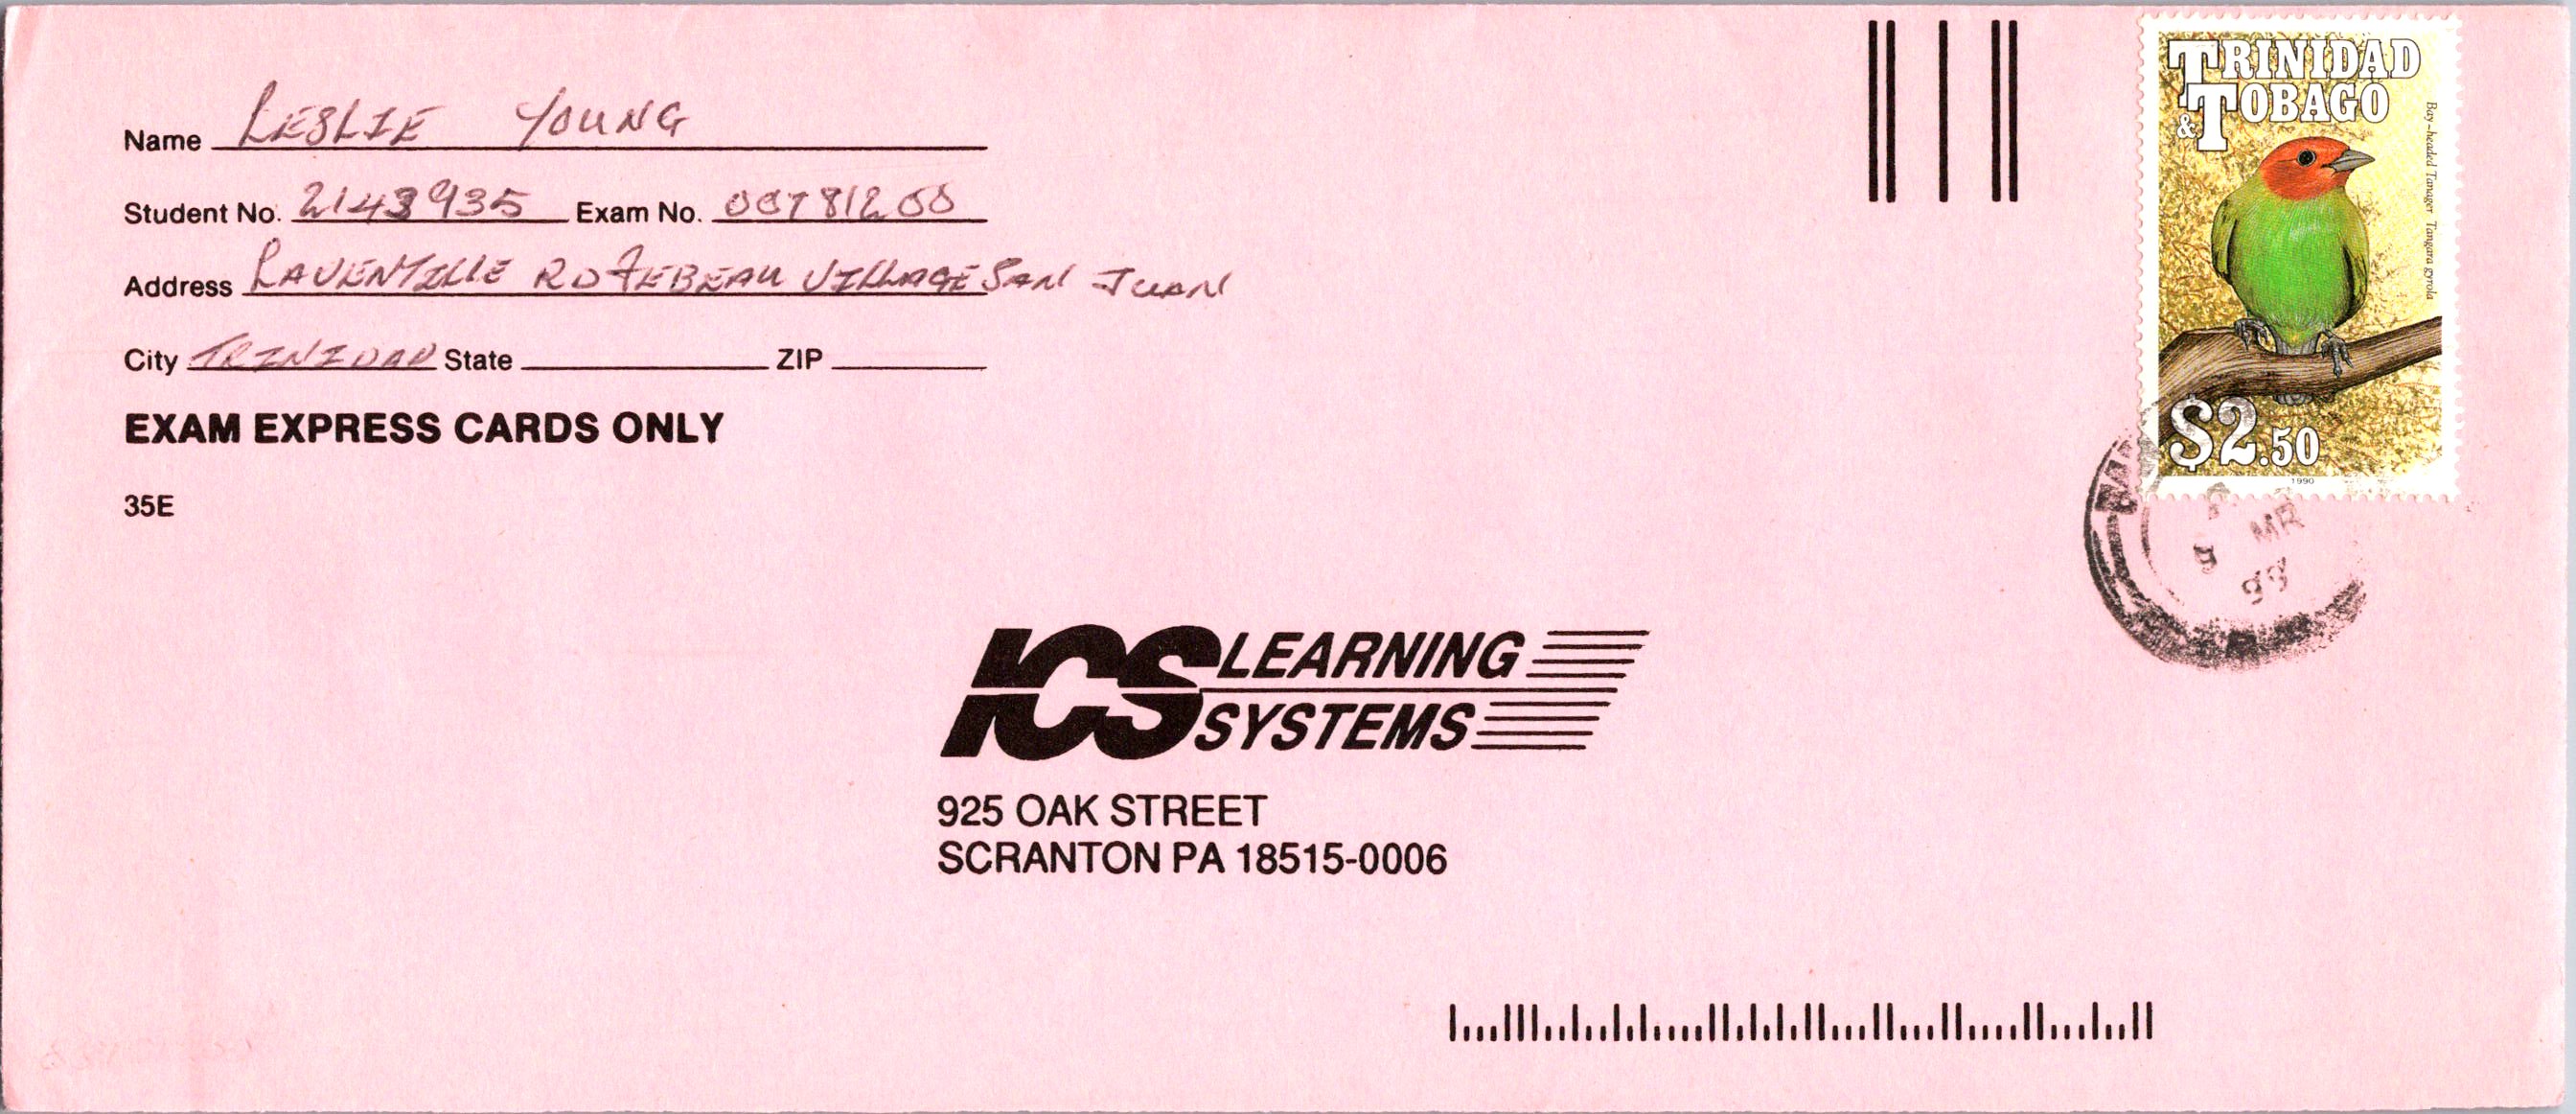 Name LESLIE YOUNG
Student No. 2143935 Exam No. 00781200
Address LAVENTILLE RD FEBEAU VILLAGE SAN JUAN
City TRINIDAD State ZIP
EXAM EXPRESS CARDS ONLY
35E
TRINIDAD
& TOBAGO
Bay-headed Tanager Tangara gyrola
$2.50
1990
MR
9
99
ICS LEARNING
SYSTEMS
925 OAK STREET
SCRANTON PA 18515-0006